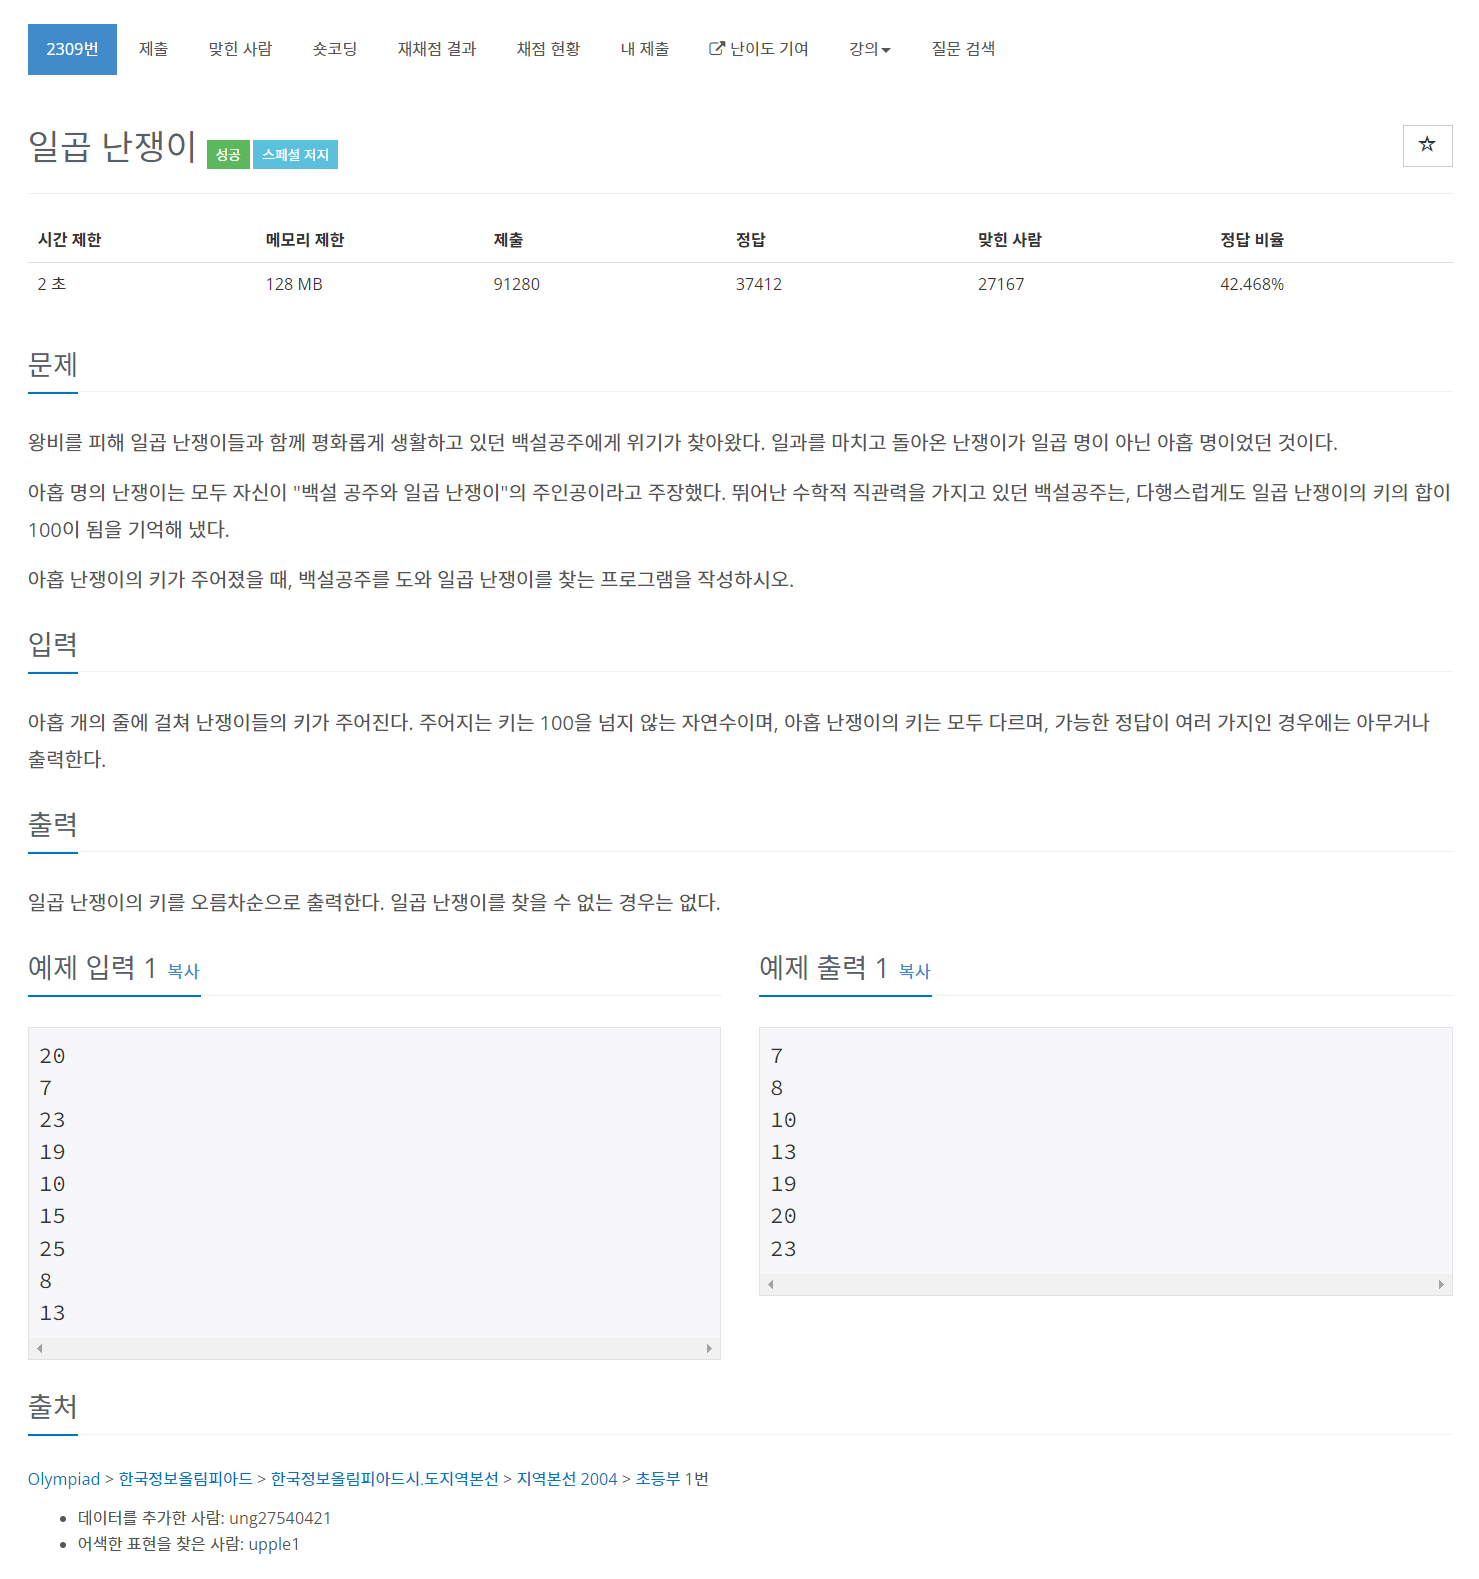 2309번 제출 맞힌 사람 숏코딩 재채점 결과 채점 현황 내 제출 난이도 기여 강의 질문 검색
일곱 난쟁이 성공 스페셜 저지
시간 제한 메모리 제한 제출 정답 맞힌 사람 정답 비율
2 초 128 MB 91280 37412 27167 42.468%
문제
왕비를 피해 일곱 난쟁이들과 함께 평화롭게 생활하고 있던 백설공주에게 위기가 찾아왔다. 일과를 마치고 돌아온 난쟁이가 일곱 명이 아닌 아홉 명이었던 것이다.
아홉 명의 난쟁이는 모두 자신이 "백설 공주와 일곱 난쟁이"의 주인공이라고 주장했다. 뛰어난 수학적 직관력을 가지고 있던 백설공주는, 다행스럽게도 일곱 난쟁이의 키의 합이
100이 됨을 기억해 냈다.
아홉 난쟁이의 키가 주어졌을 때, 백설공주를 도와 일곱 난쟁이를 찾는 프로그램을 작성하시오.
입력
아홉 개의 줄에 걸쳐 난쟁이들의 키가 주어진다. 주어지는 키는 100을 넘지 않는 자연수이며, 아홉 난쟁이의 키는 모두 다르며, 가능한 정답이 여러 가지인 경우에는 아무거나
출력한다.
출력
일곱 난쟁이의 키를 오름차순으로 출력한다. 일곱 난쟁이를 찾을 수 없는 경우는 없다.
예제 입력 1 복사
20
7
23
19
10
15
25
8
13
예제 출력 1 복사
7
8
10
13
19
20
23
출처
Olympiad > 한국정보올림피아드 > 한국정보올림피아드시.도지역본선 > 지역본선 2004 > 초등부 1번
데이터를 추가한 사람: ung27540421
어색한 표현을 찾은 사람: upple1